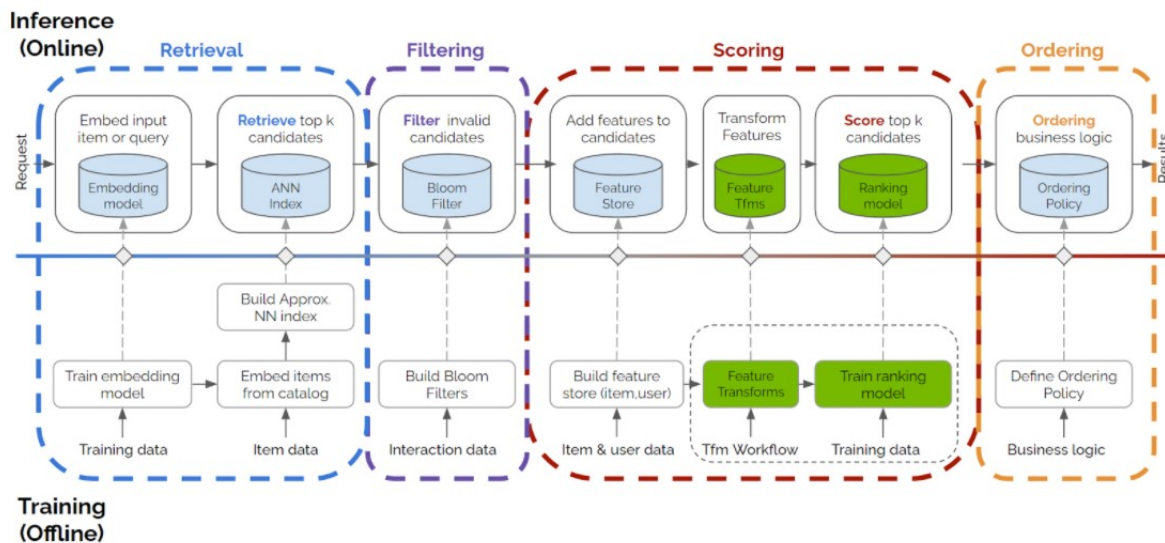 Inference
(Online)
Retrieval
Filtering
Scoring
Ordering
Request
Embed input
item or query
Embedding
model
Retrieve top k
candidates
ANN
Index
Filter invalid
candidates
Bloom
Filter
Add features to
candidates
Feature
Store
Transform
Features
Feature
Tfms
Score top k
candidates
Ranking
model
Ordering
business logic
Ordering
Policy
Results
Build Approx.
NN index
Train embedding
model
Embed items
from catalog
Build Bloom
Filters
Build feature
store (item,user)
Feature
Transforms
Train ranking
model
Define Ordering
Policy
Training data
Item data
Interaction data
Item & user data
Tfm Workflow
Training data
Business logic
Training
(Offline)